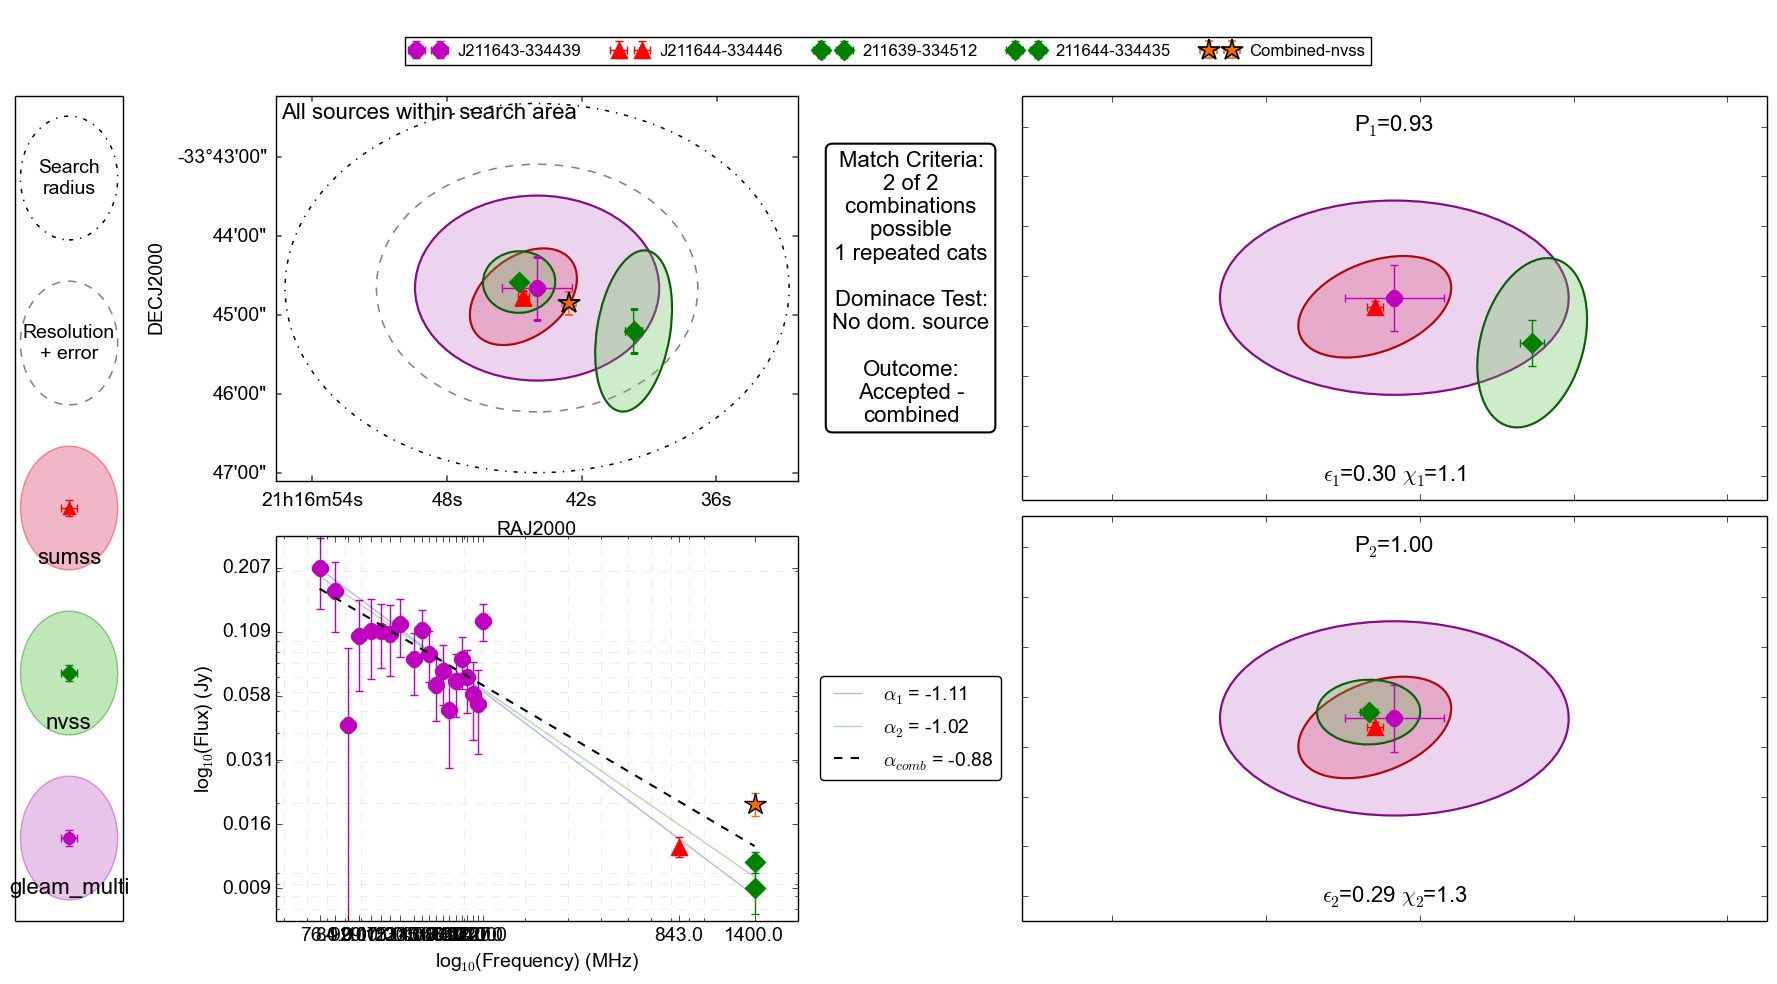 J211643-334439 J211644-334446 211639-334512 211644-334435 Combined-nvss
Search
radius
Resolution
+ error
sumss
nvss
gleam_multi
All sources within search area
DECJ2000
-33°43'00"
44'00"
45'00"
46'00"
47'00"
21h16m54s 48s 42s 36s
RAJ2000
Match Criteria:
2 of 2
combinations
possible
1 repeated cats
Dominace Test:
No dom. source
Outcome:
Accepted -
combined
P1=0.93
ϵ1=0.30 χ1=1.1
P2=1.00
ϵ2=0.29 χ2=1.3
log10(Flux) (Jy)
0.207
0.109
0.058
0.031
0.016
0.009
843.0 1400.0
log10(Frequency) (MHz)
α1 = -1.11
α2 = -1.02
αcomb = -0.88